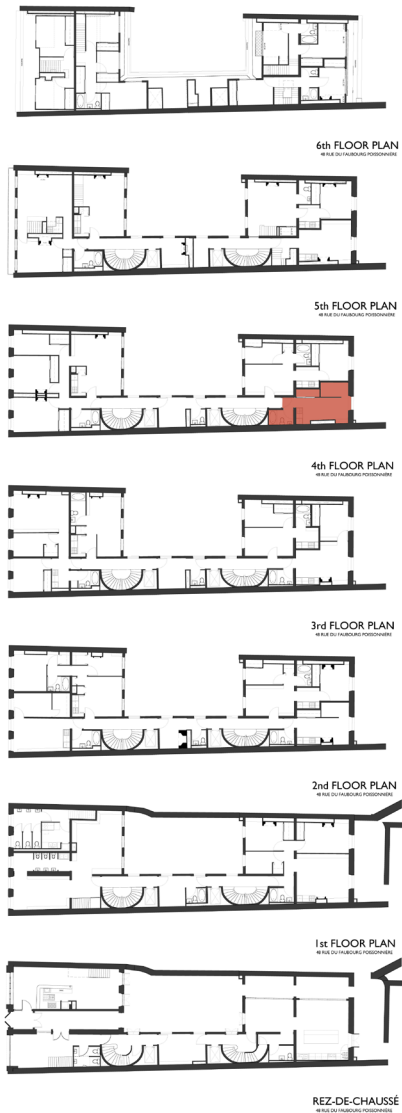 6th FLOOR PLAN
48 RUE DU FAUBOURG POISSONNIÈRE
5th FLOOR PLAN
48 RUE DU FAUBOURG POISSONNIÈRE
4th FLOOR PLAN
48 RUE DU FAUBOURG POISSONNIÈRE
3rd FLOOR PLAN
48 RUE DU FAUBOURG POISSONNIÈRE
2nd FLOOR PLAN
48 RUE DU FAUBOURG POISSONNIÈRE
1st FLOOR PLAN
48 RUE DU FAUBOURG POISSONNIÈRE
REZ-DE-CHAUSSÉ
48 RUE DU FAUBOURG POISSONNIÈRE